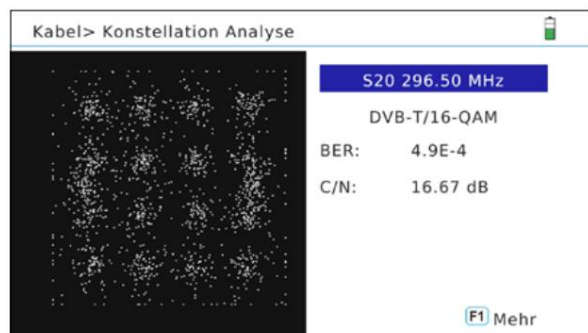 Kabel> Konstellation Analyse
S20 296.50 MHz
DVB-T/16-QAM
BER: 4.9E-4
C/N: 16.67 dB
F1 Mehr